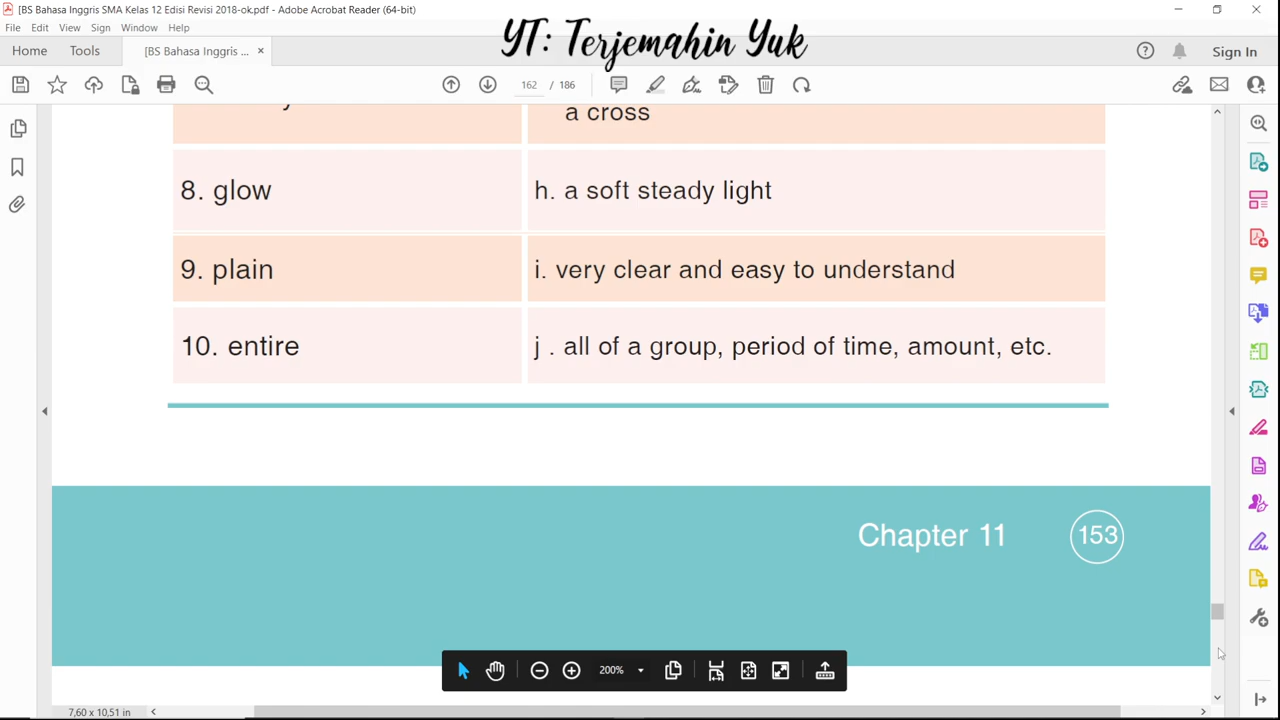 [BS Bahasa Inggris SMA Kelas 12 Edisi Revisi 2018-ok.pdf - Adobe Acrobat Reader (64-bit)
YT: Terjemahin Yuk
File Edit View Sign Window Help
Home Tools [BS Bahasa Inggris ... × Sign In
162 / 186
a cross
8. glow h. a soft steady light
9. plain i. very clear and easy to understand
10. entire j . all of a group, period of time, amount, etc.
Chapter 11 153
200%
7,60 x 10,51 in